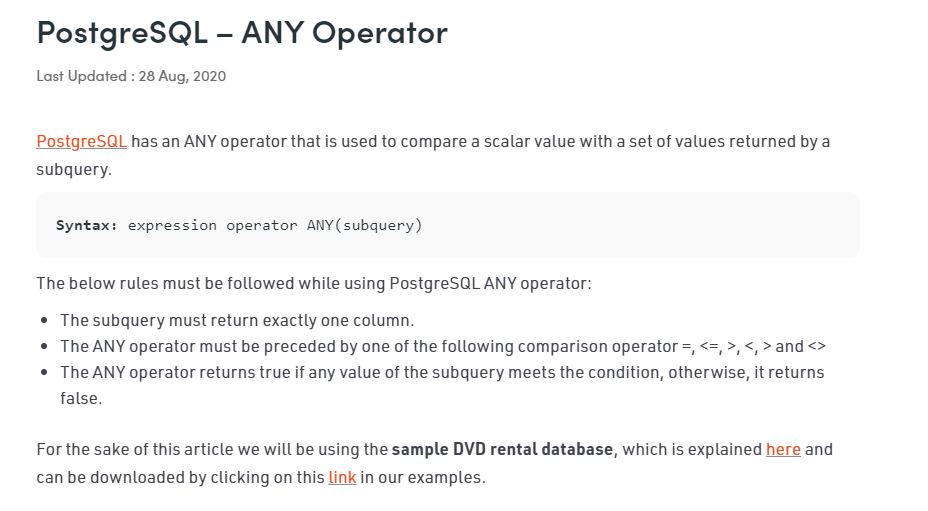 PostgreSQL – ANY Operator
Last Updated : 28 Aug, 2020
PostgreSQL has an ANY operator that is used to compare a scalar value with a set of values returned by a
subquery.
Syntax: expression operator ANY(subquery)
The below rules must be followed while using PostgreSQL ANY operator:
• The subquery must return exactly one column.
• The ANY operator must be preceded by one of the following comparison operator =, <=, >, <, > and <>
• The ANY operator returns true if any value of the subquery meets the condition, otherwise, it returns
false.
For the sake of this article we will be using the sample DVD rental database, which is explained here and
can be downloaded by clicking on this link in our examples.